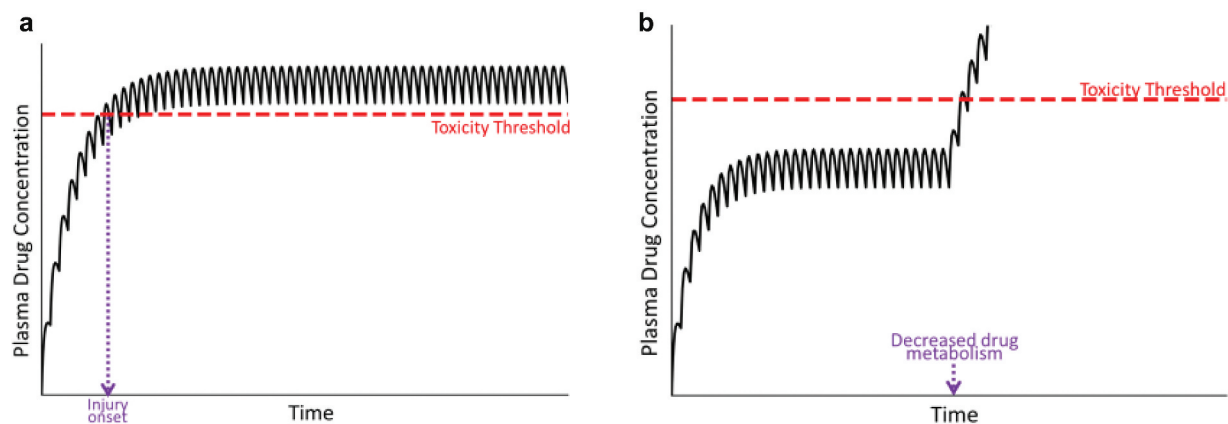 a
Plasma Drug Concentration
Toxicity Threshold
Injury
onset
Time
b
Plasma Drug Concentration
Toxicity Threshold
Decreased drug
metabolism
Time